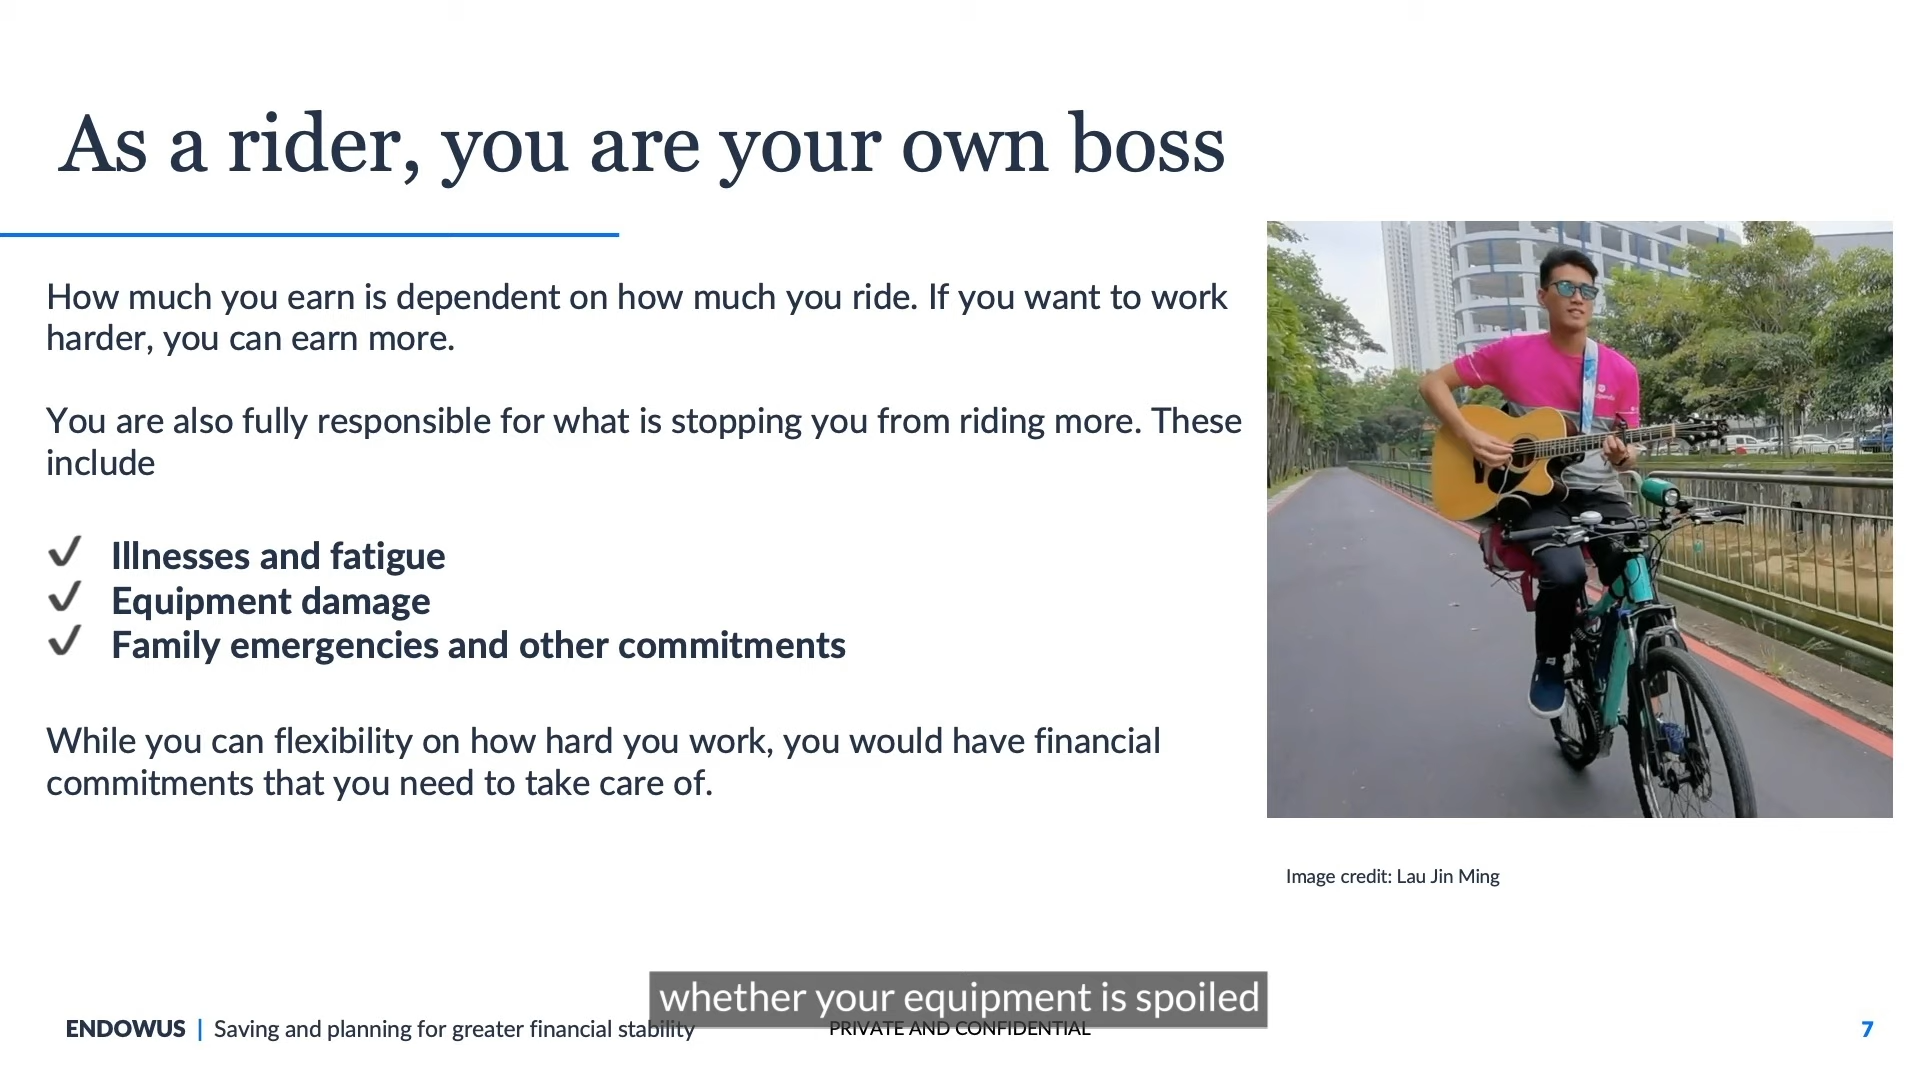 As a rider, you are your own boss
How much you earn is dependent on how much you ride. If you want to work
harder, you can earn more.
You are also fully responsible for what is stopping you from riding more. These
include
✓ Illnesses and fatigue
✓ Equipment damage
✓ Family emergencies and other commitments
While you can flexibility on how hard you work, you would have financial
commitments that you need to take care of.
Image credit: Lau Jin Ming
whether your equipment is spoiled
ENDOWUS | Saving and planning for greater financial stability PRIVATE AND CONFIDENTIAL 7